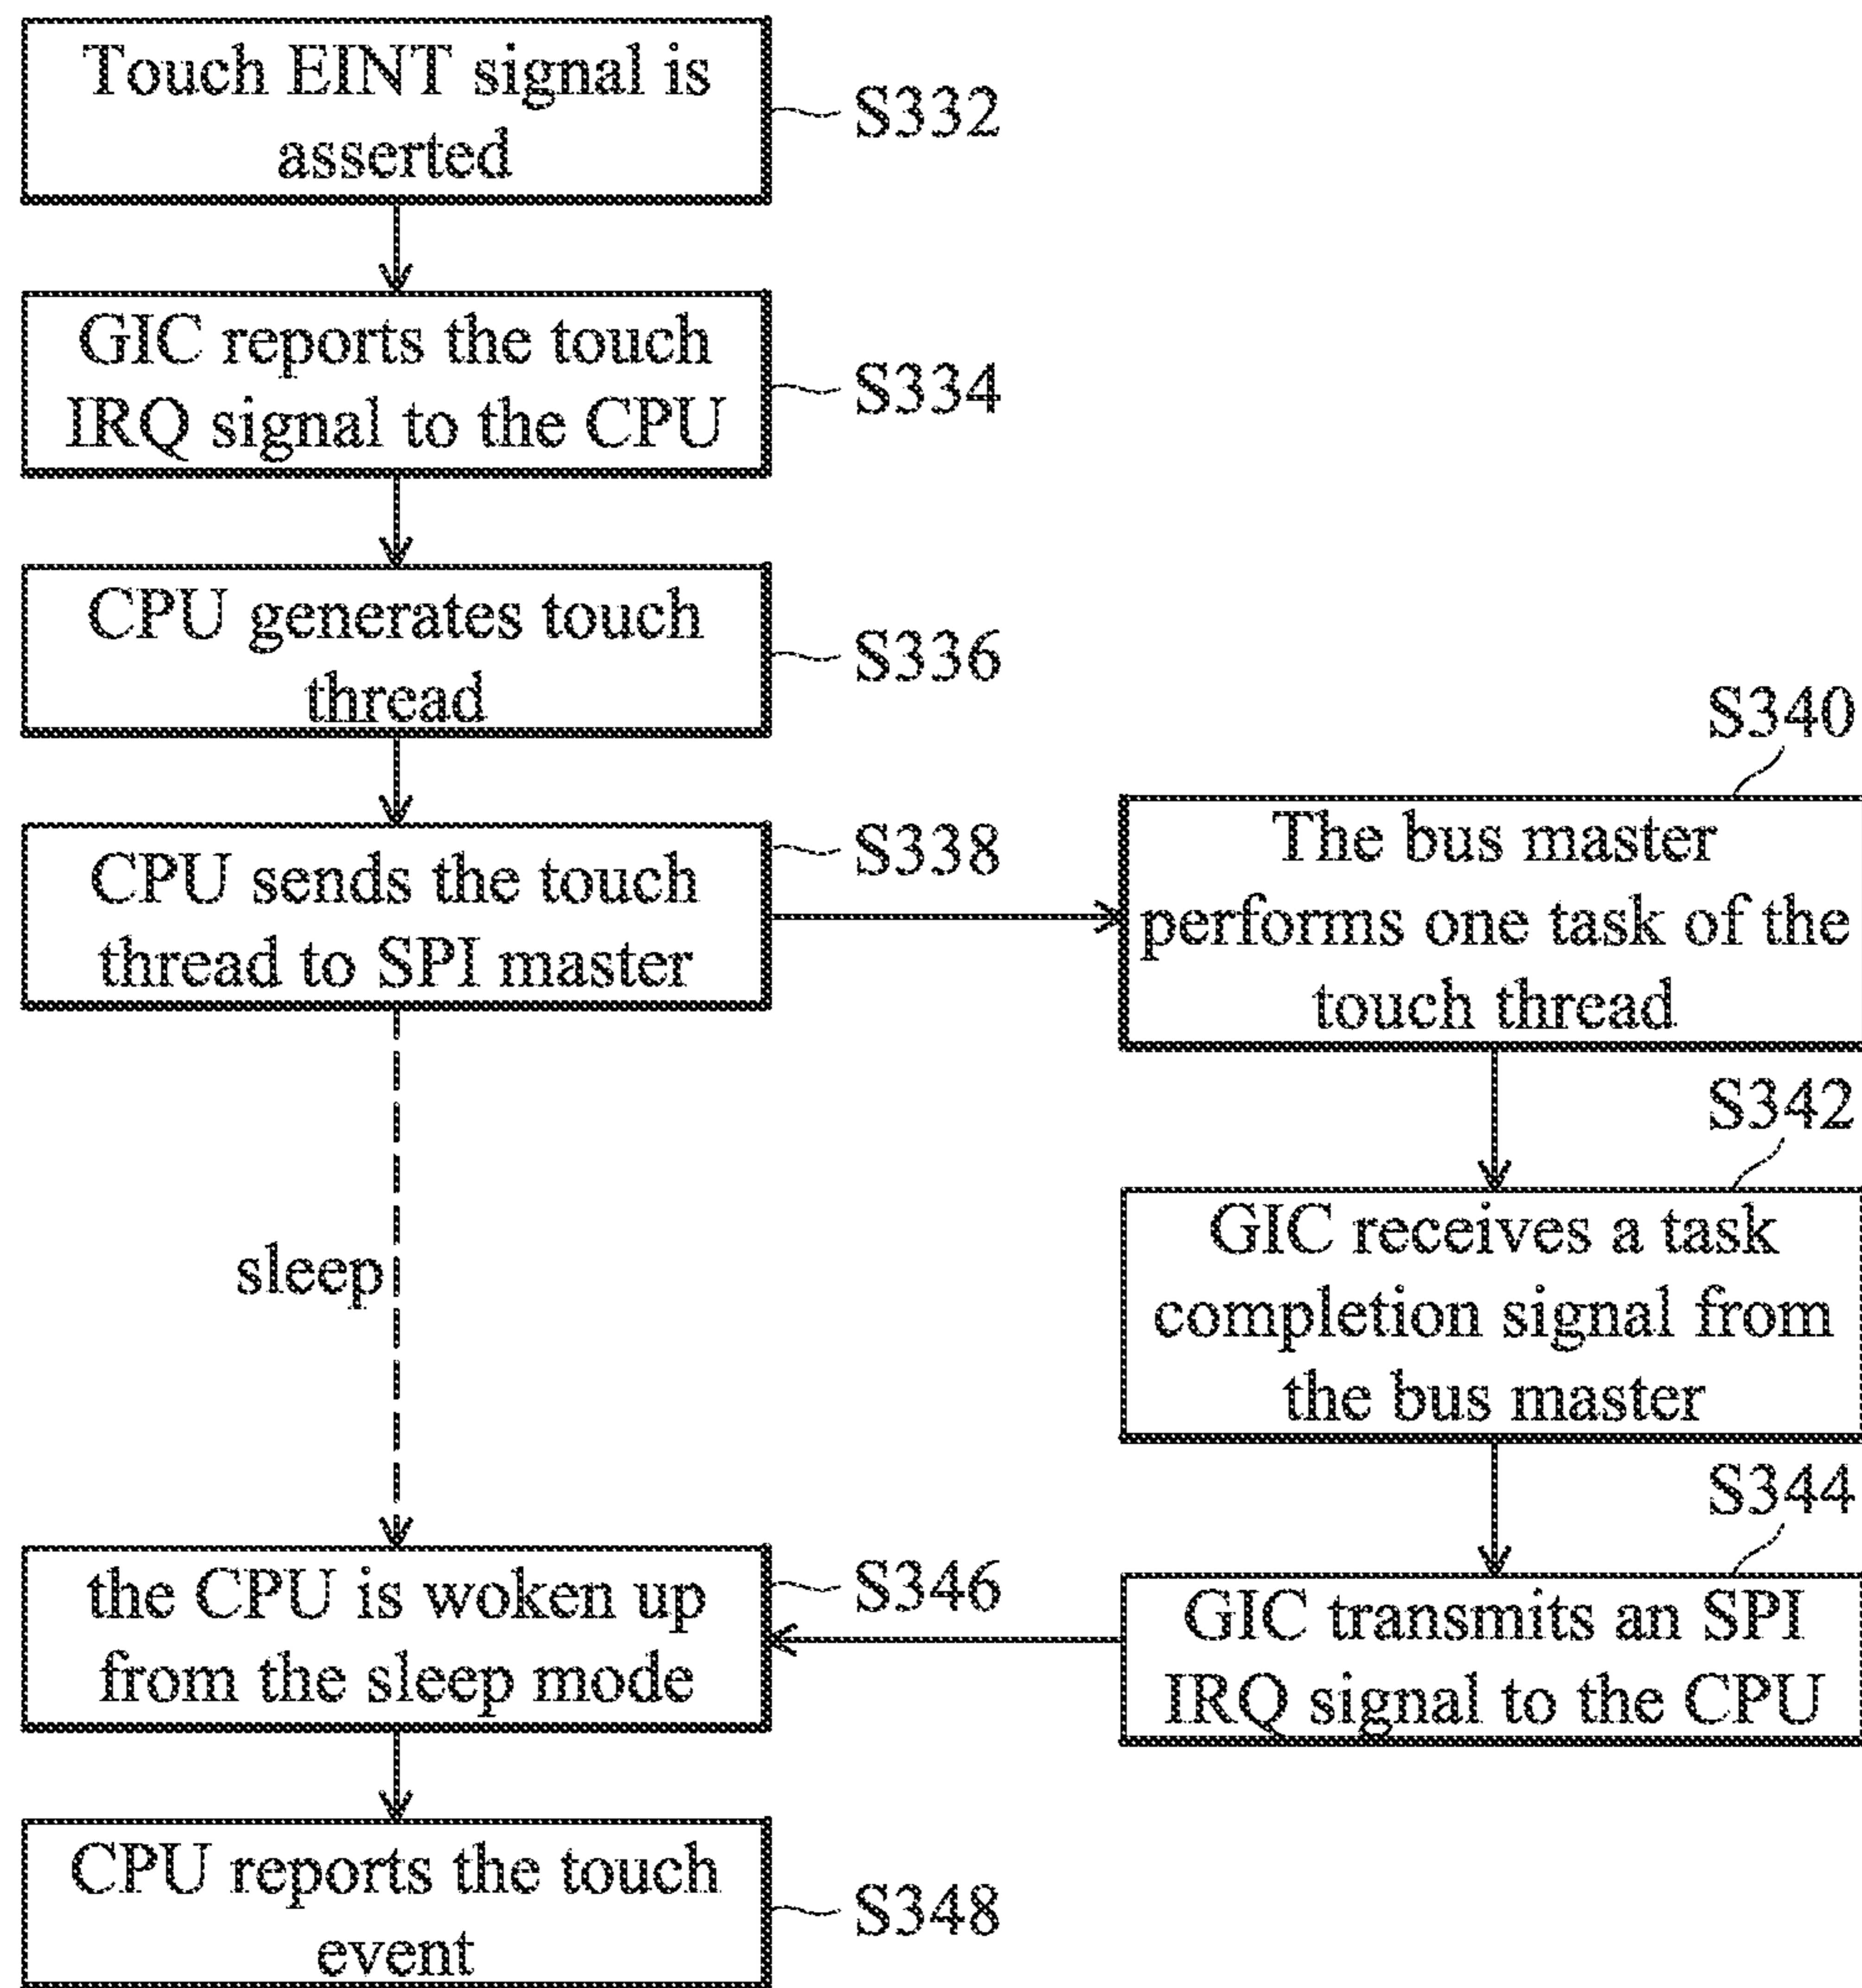 Touch EINT signal is
asserted
S332
GIC reports the touch
IRQ signal to the CPU
S334
CPU generates touch
thread
S336
CPU sends the touch
thread to SPI master
S338
S340
The bus master
performs one task of the
touch thread
S342
GIC receives a task
completion signal from
the bus master
sleep
S344
GIC transmits an SPI
IRQ signal to the CPU
the CPU is woken up
from the sleep mode
S346
CPU reports the touch
event
S348